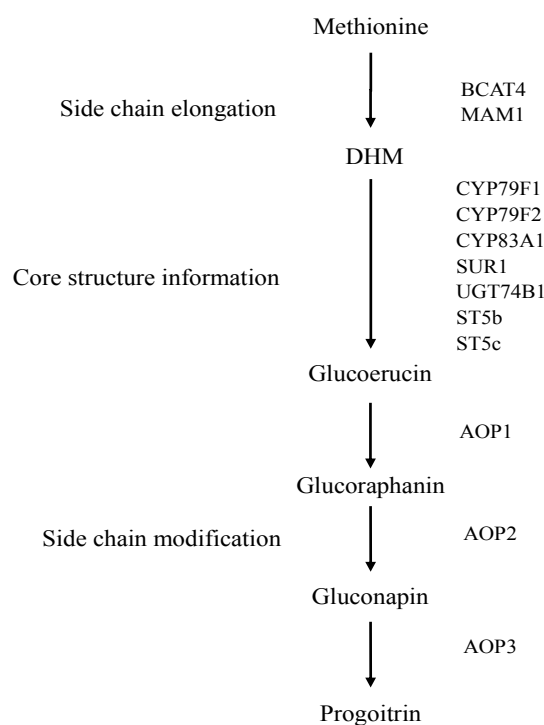 Methionine
BCAT4
Side chain elongation
MAM1
DHM
CYP79F1
CYP79F2
CYP83A1
Core structure information
SUR1
UGT74B1
ST5b
ST5c
Glucoerucin
AOP1
Glucoraphanin
Side chain modification
AOP2
Gluconapin
AOP3
Progoitrin